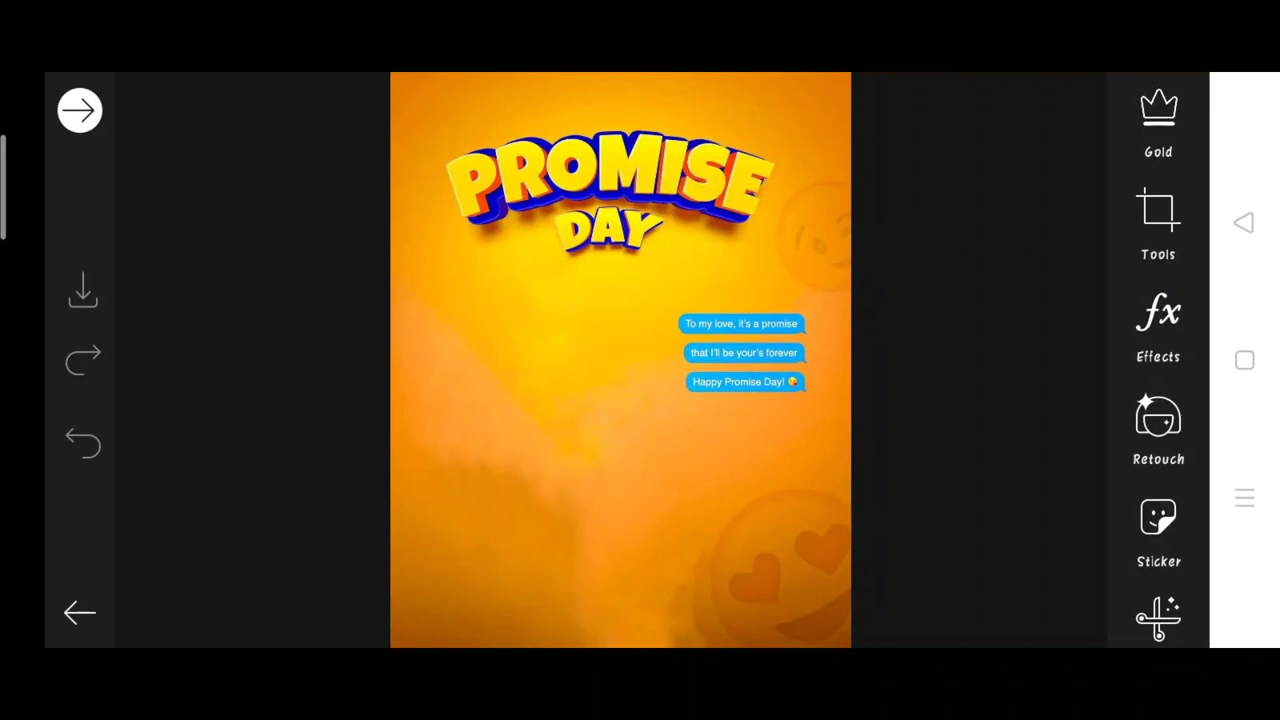 PROMISE
DAY
To my love, it's a promise
that I'll be your's forever
Happy Promise Day! 😘
Gold
Tools
fx
Effects
Retouch
Sticker